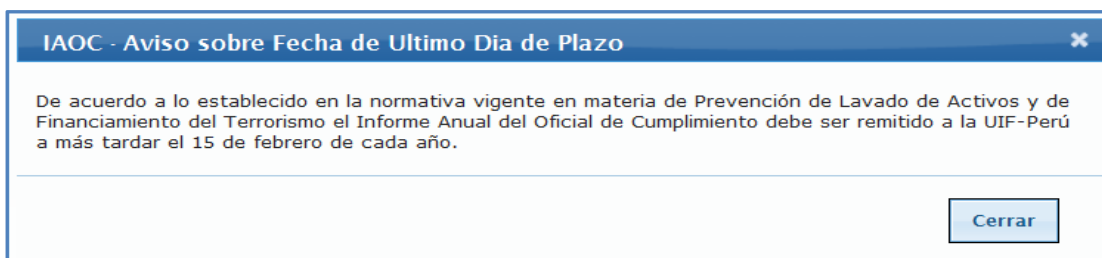 IAOC - Aviso sobre Fecha de Ultimo Dia de Plazo
De acuerdo a lo establecido en la normativa vigente en materia de Prevención de Lavado de Activos y de
Financiamiento del Terrorismo el Informe Anual del Oficial de Cumplimiento debe ser remitido a la UIF-Perú
a más tardar el 15 de febrero de cada año.
Cerrar